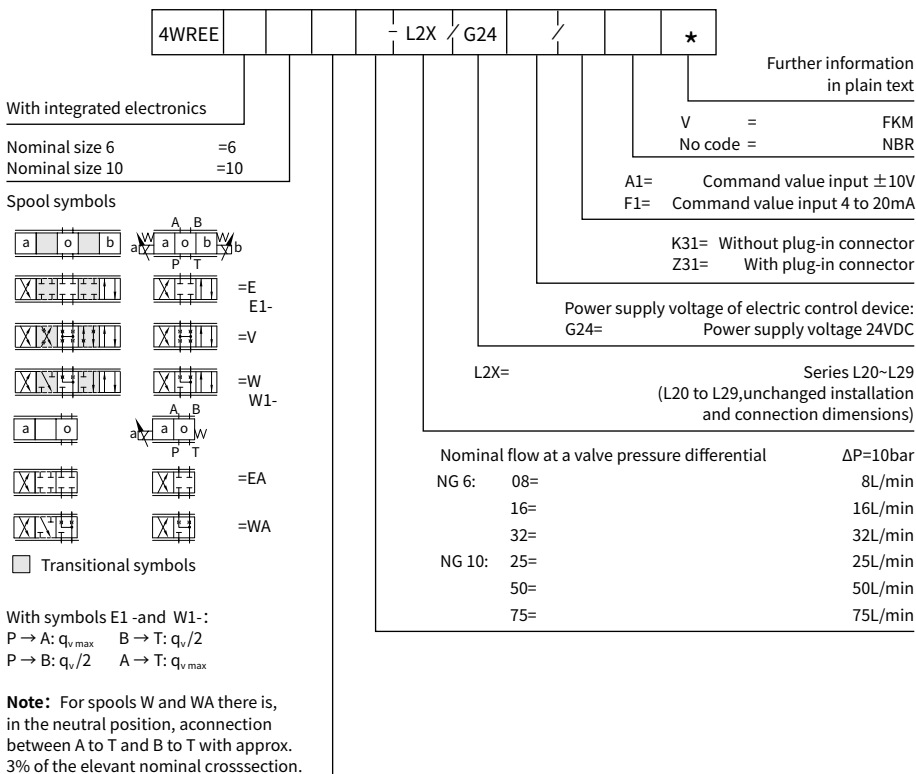 4WREE – L2X / G24 / *
Further information
in plain text
With integrated electronics
V = FKM
No code = NBR
Nominal size 6 =6
Nominal size 10 =10
A1= Command value input ±10V
F1= Command value input 4 to 20mA
Spool symbols
K31= Without plug-in connector
Z31= With plug-in connector
A B
a o b a a o b b
P T
=E
E1-
Power supply voltage of electric control device:
G24= Power supply voltage 24VDC
=V
L2X= Series L20~L29
(L20 to L29,unchanged installation
and connection dimensions)
=W
W1-
A B
a o a a o
P T
Nominal flow at a valve pressure differential ΔP=10bar
NG 6: 08= 8L/min
16= 16L/min
32= 32L/min
NG 10: 25= 25L/min
50= 50L/min
75= 75L/min
=EA
=WA
Transitional symbols
With symbols E1 -and W1-:
P → A: qv max B → T: qv/2
P → B: qv/2 A → T: qv max
Note: For spools W and WA there is,
in the neutral position, aconnection
between A to T and B to T with approx.
3% of the elevant nominal crosssection.